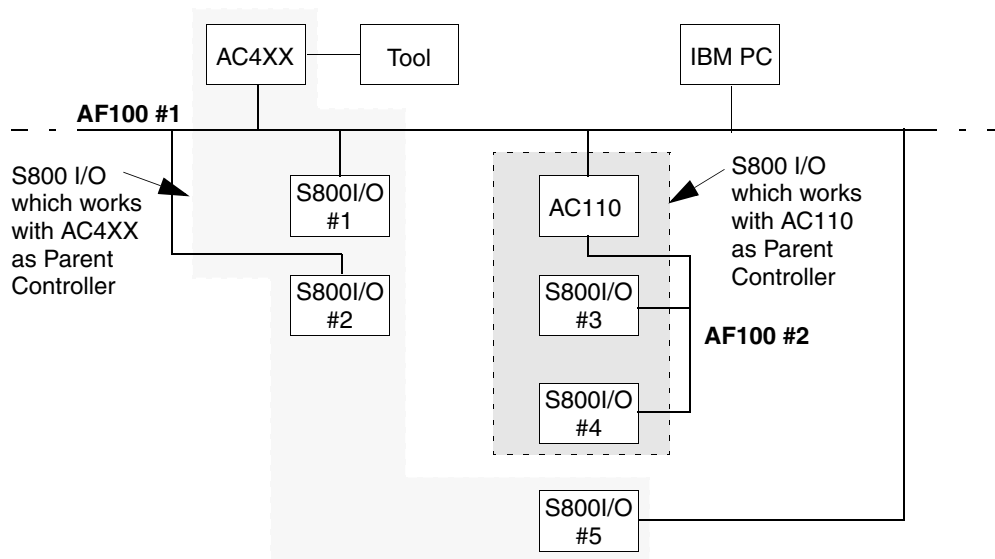 AC4XX
Tool
IBM PC
AF100 #1
S800 I/O
which works
with AC4XX
as Parent
Controller
S800I/O
#1
S800I/O
#2
AC110
S800I/O
#3
S800I/O
#4
S800 I/O
which works
with AC110
as Parent
Controller
AF100 #2
S800I/O
#5